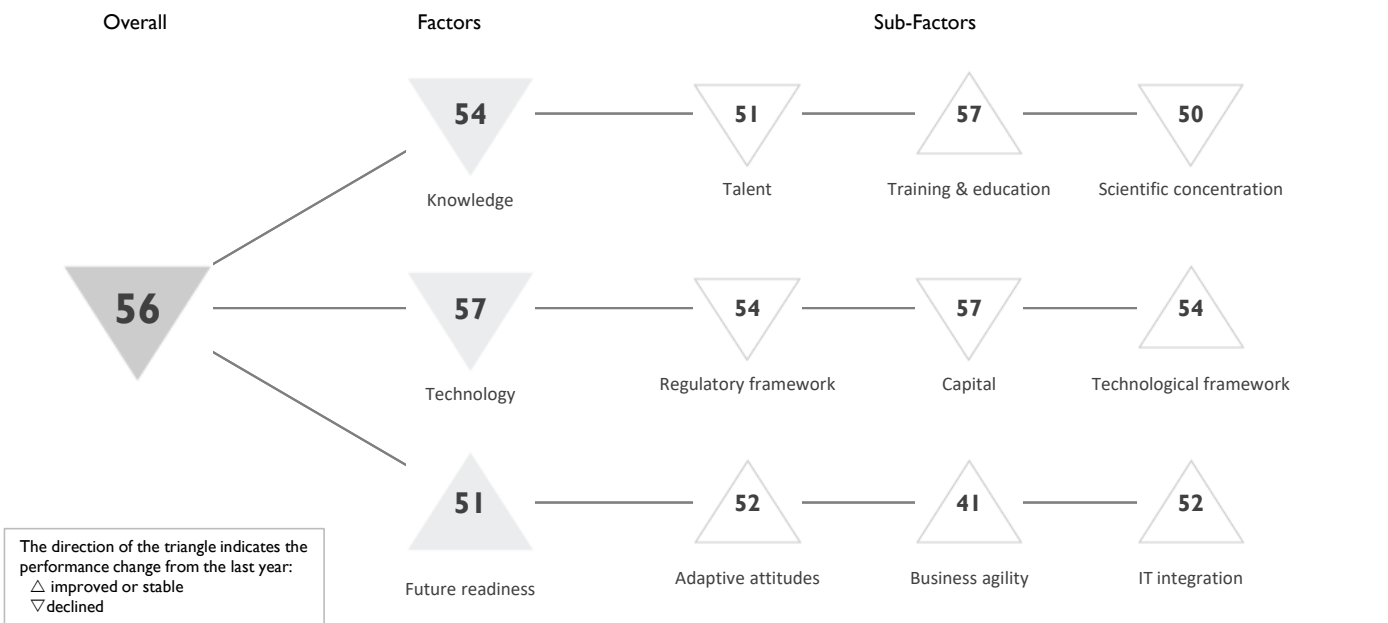 Overall Factors Sub-Factors
54 51 57 50
Knowledge Talent Training & education Scientific concentration
56 57 54 57 54
Technology Regulatory framework Capital Technological framework
51 52 41 52
Future readiness Adaptive attitudes Business agility IT integration
The direction of the triangle indicates the
performance change from the last year:
△ improved or stable
▽ declined